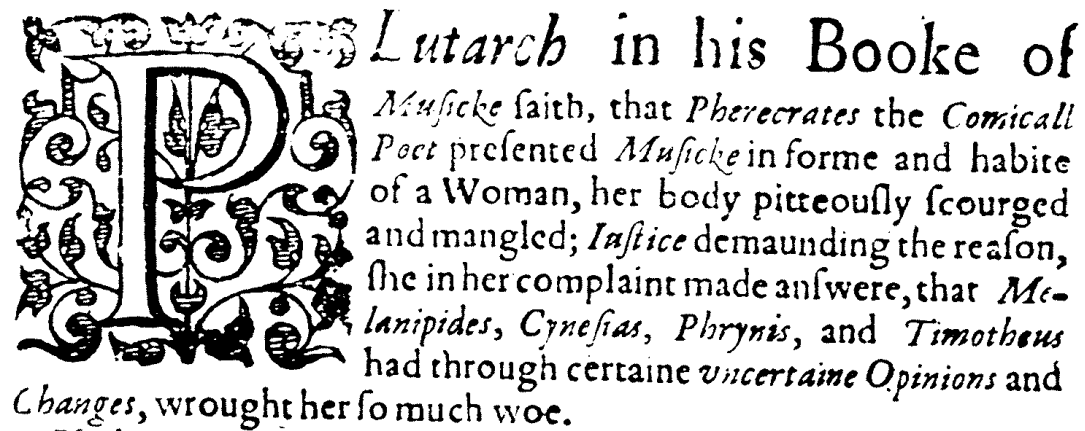 PLutarch in his Booke of
Muſicke ſaith, that Pherecrates the Comicall
Poet preſented Muſicke in forme and habite
of a Woman, her body pitteouſly ſcourged
and mangled; Iuſtice demaunding the reaſon,
ſhe in her complaint made anſwere, that Me-
lanipides, Cyneſias, Phrynis, and Timotheus
had through certaine vncertaine Opinions and
Changes, wrought her ſo much woe.